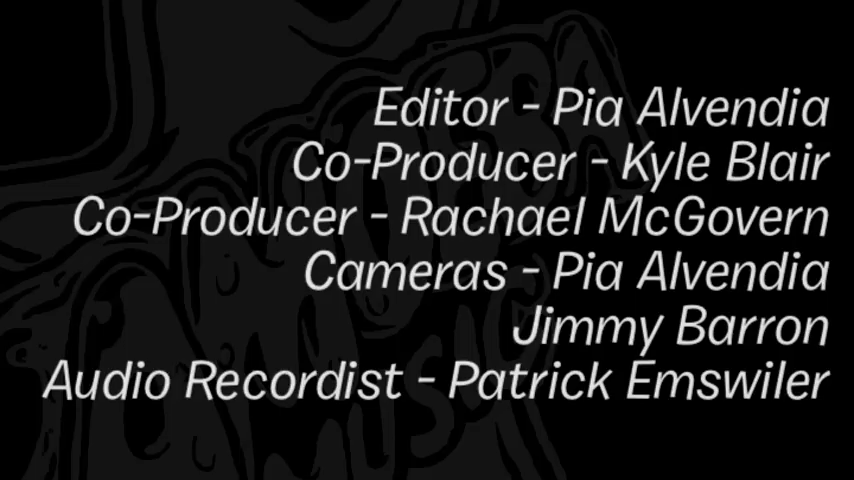 Editor - Pia Alvendia
Co-Producer - Kyle Blair
Co-Producer - Rachael McGovern
Cameras - Pia Alvendia
Jimmy Barron
Audio Recordist - Patrick Emswiler